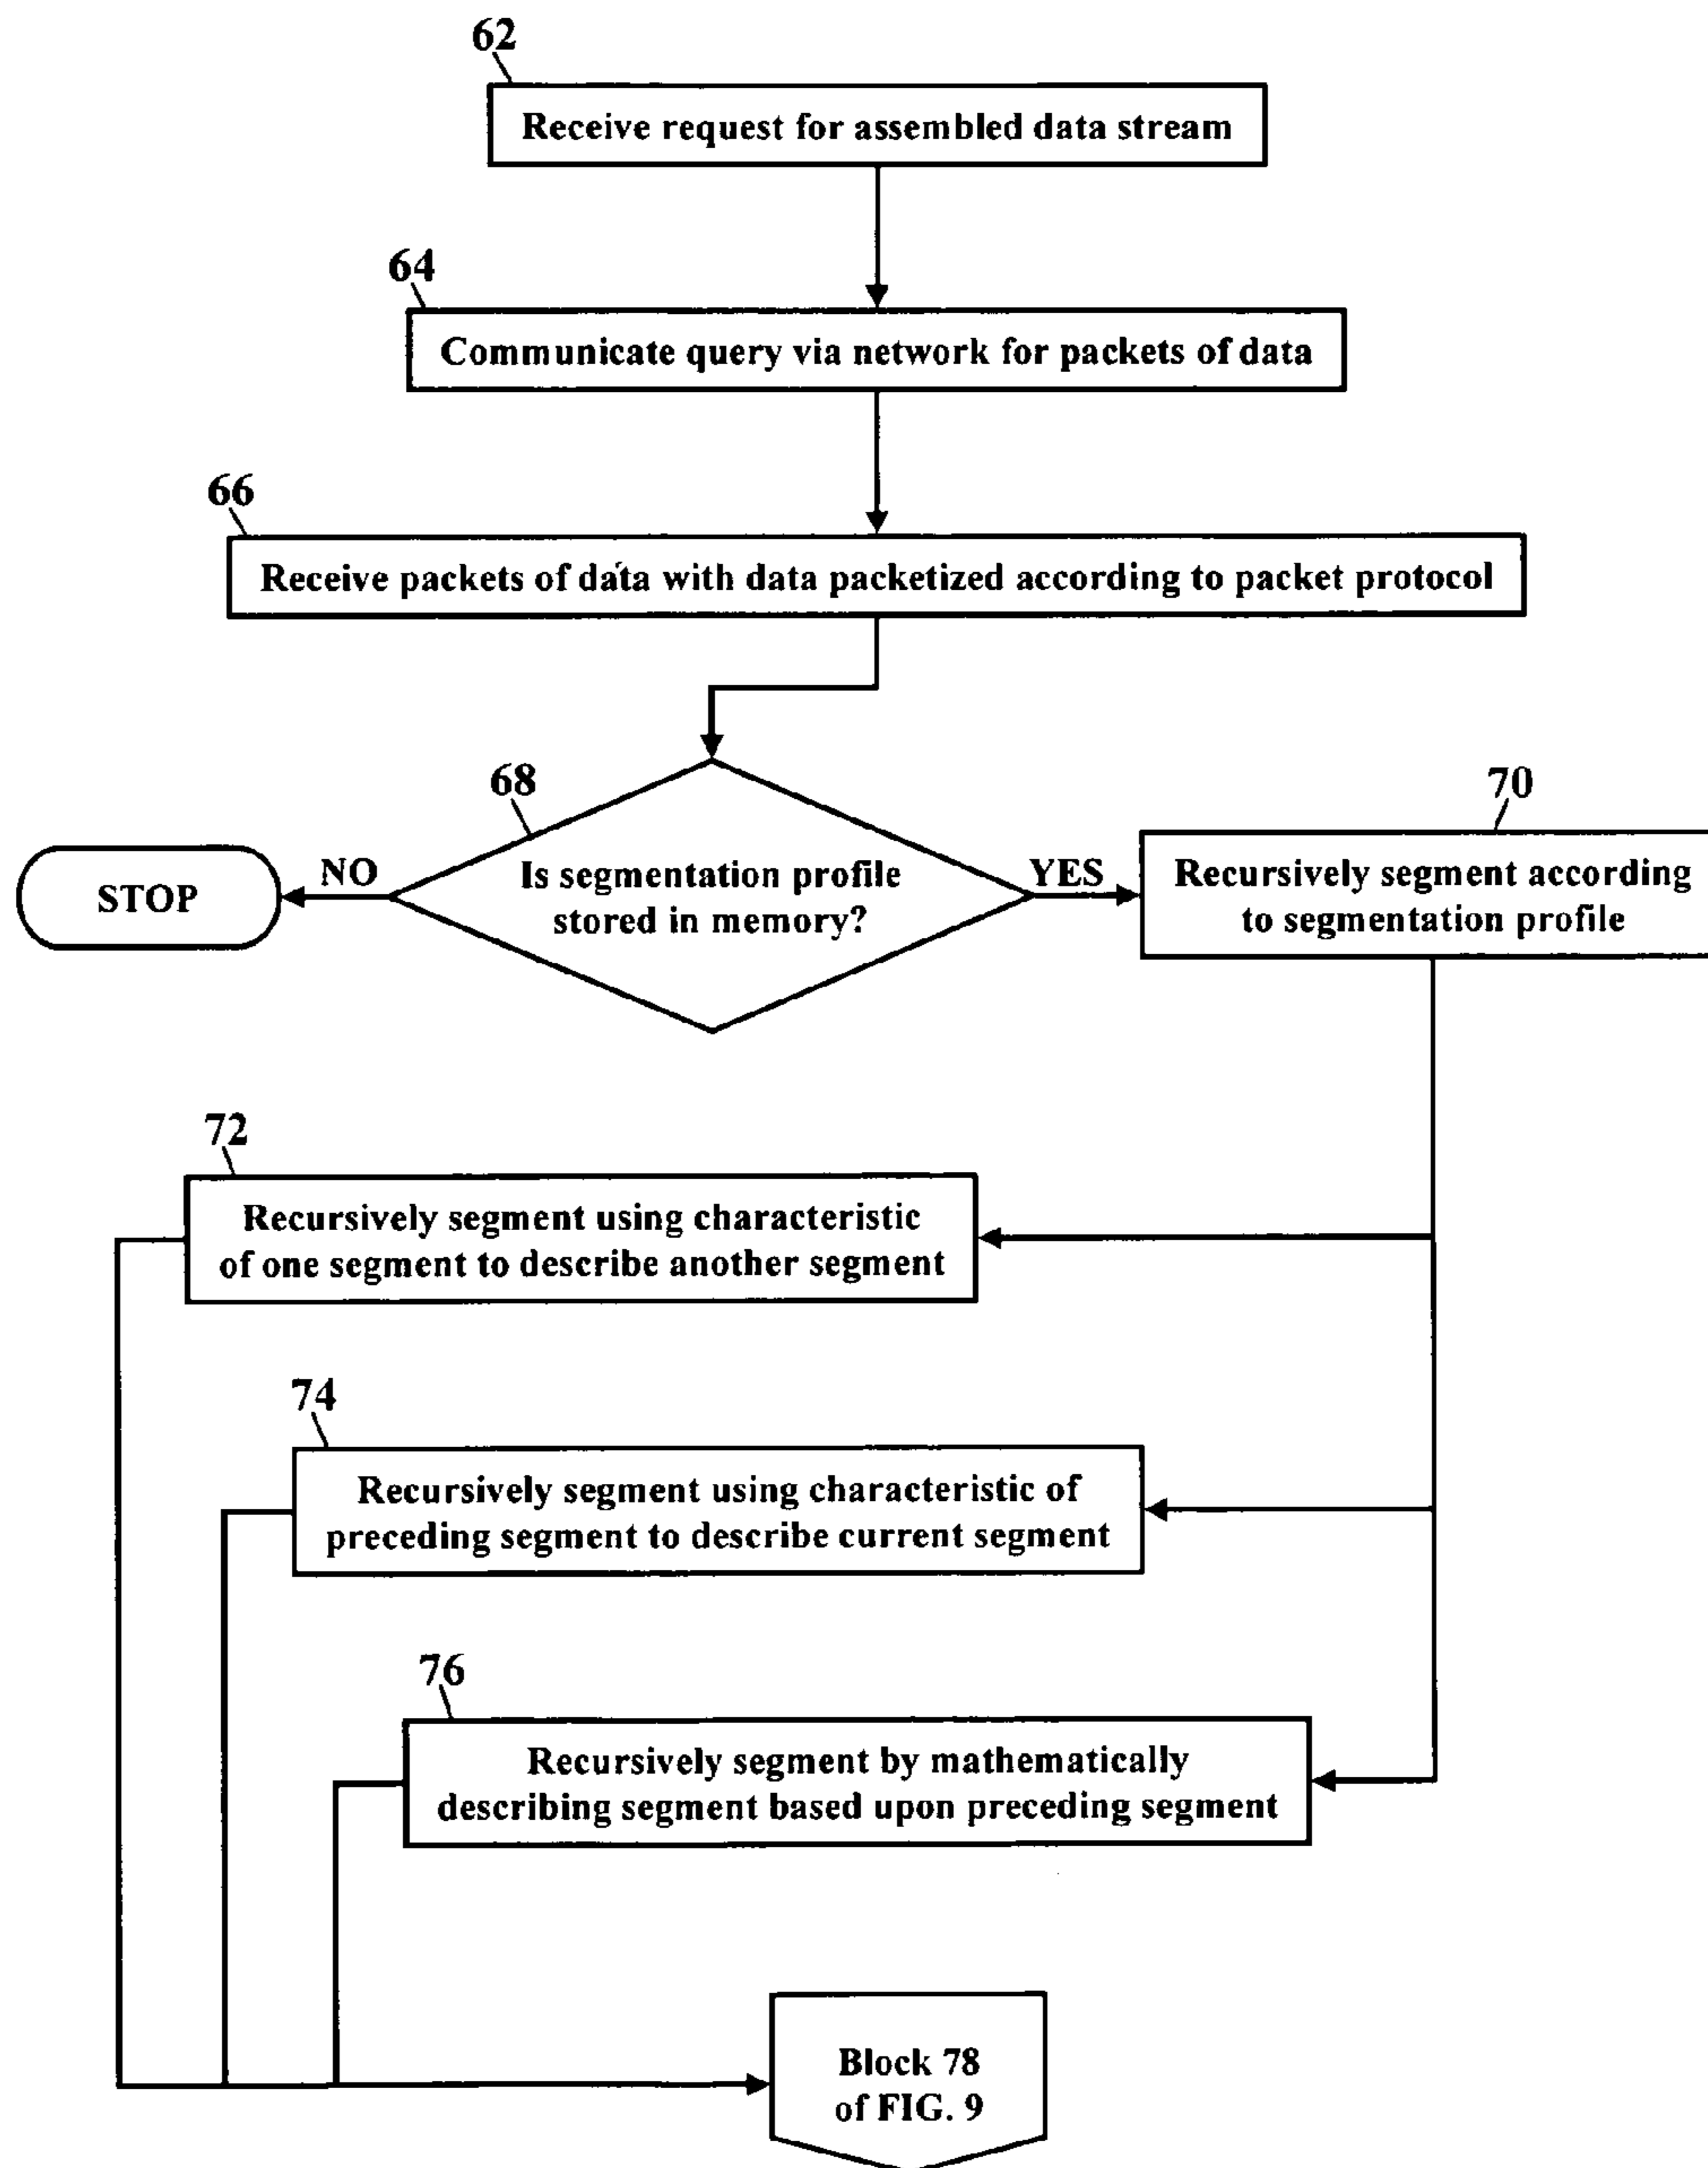 62
Receive request for assembled data stream
64
Communicate query via network for packets of data
66
Receive packets of data with data packetized according to packet protocol
68
70
Is segmentation profile
stored in memory?
NO
YES
STOP
Recursively segment according
to segmentation profile
72
Recursively segment using characteristic
of one segment to describe another segment
74
Recursively segment using characteristic of
preceding segment to describe current segment
76
Recursively segment by mathematically
describing segment based upon preceding segment
Block 78
of FIG. 9